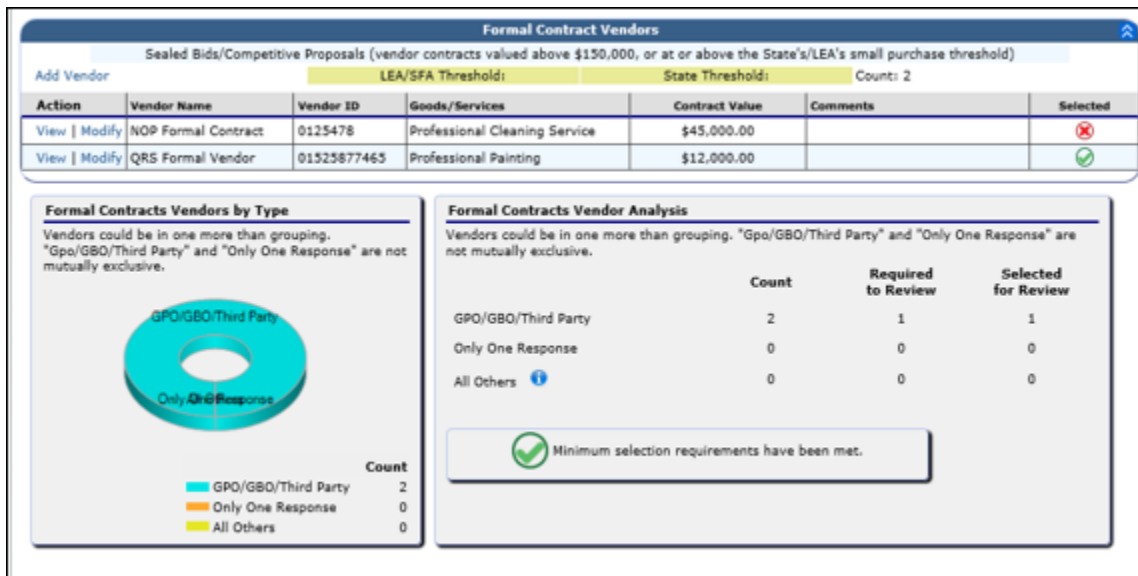 Formal Contract Vendors
Sealed Bids/Competitive Proposals (vendor contracts valued above $150,000, or at or above the State's/LEA's small purchase threshold)
Add Vendor LEA/SFA Threshold: State Threshold: Count: 2
Action Vendor Name Vendor ID Goods/Services Contract Value Comments Selected
View | Modify NOP Formal Contract 0125478 Professional Cleaning Service $45,000.00
View | Modify QRS Formal Vendor 01525877465 Professional Painting $12,000.00
Formal Contracts Vendors by Type
Vendors could be in one more than grouping.
"Gpo/GBO/Third Party" and "Only One Response" are not
mutually exclusive.
GPO/GBO/Third Party
Only One Response
All Others
Count
GPO/GBO/Third Party 2
Only One Response 0
All Others 0
Formal Contracts Vendor Analysis
Vendors could be in one more than grouping. "Gpo/GBO/Third Party" and "Only One Response" are
not mutually exclusive.
Count Required to Review Selected for Review
GPO/GBO/Third Party 2 1 1
Only One Response 0 0 0
All Others 0 0 0
Minimum selection requirements have been met.